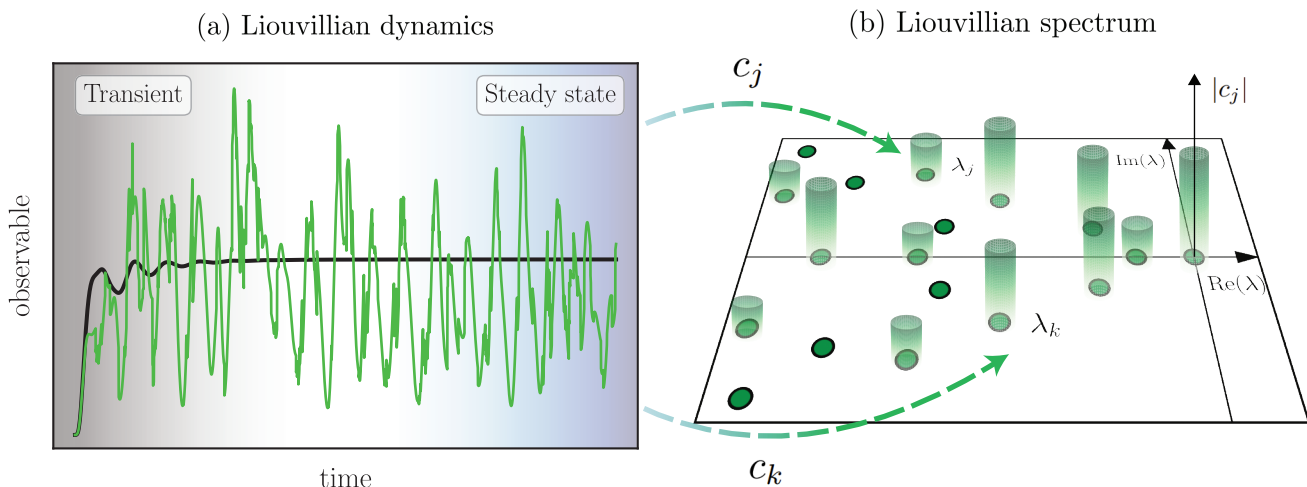 (a) Liouvillian dynamics
Transient
Steady state
observable
time
(b) Liouvillian spectrum
c_j
c_k
|c_j|
Im(λ)
Re(λ)
λ_j
λ_k